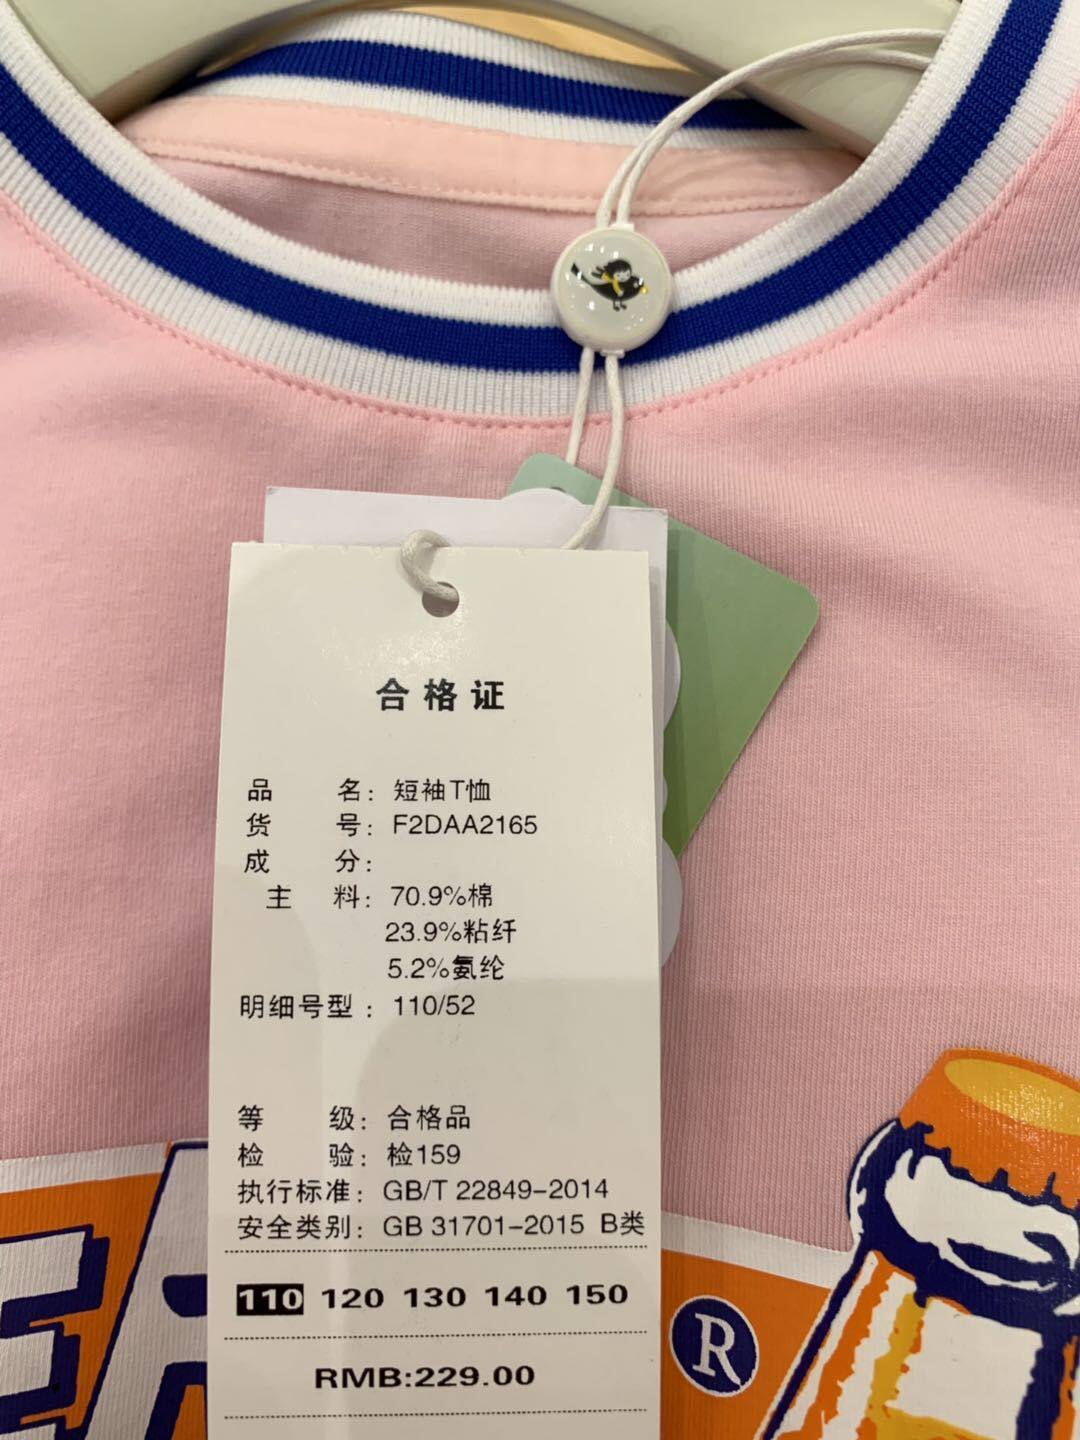 合格证
品 名：短袖T恤
货 号：F2DAA2165
成 分：
主 料：70.9%棉
23.9%粘纤
5.2%氨纶
明细号型：110/52
等 级：合格品
检 验：检159
执行标准：GB/T 22849-2014
安全类别：GB 31701-2015 B类
110 120 130 140 150
RMB:229.00
®